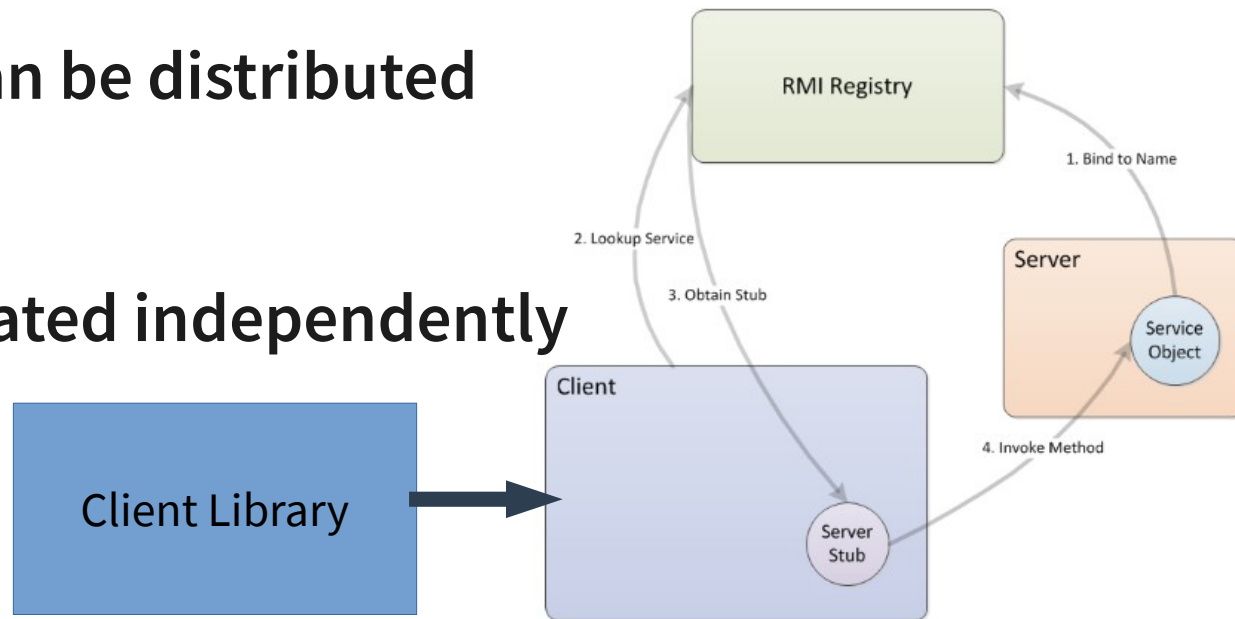 be distributed
RMI Registry
1. Bind to Name
2. Lookup Service
Server
3. Obtain Stub
independently
Service
Object
Client
4. Invoke Method
Client Library
Server
Stub